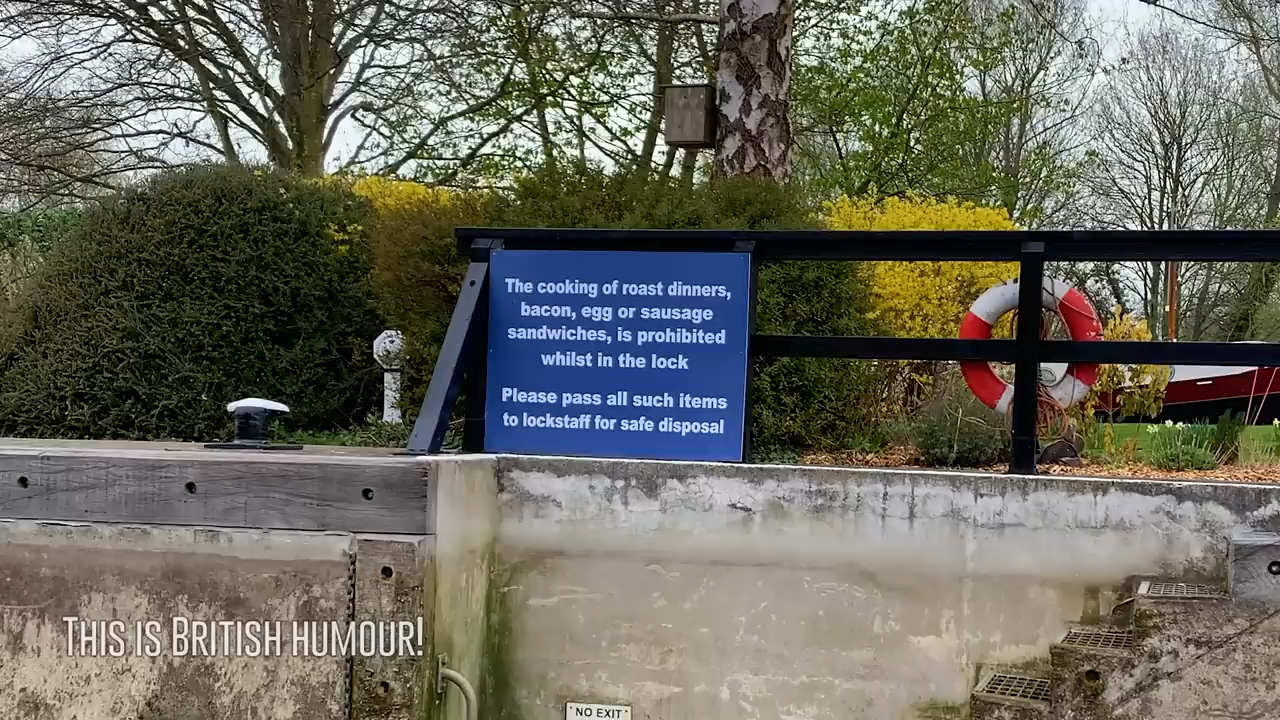 The cooking of roast dinners,
bacon, egg or sausage
sandwiches, is prohibited
whilst in the lock
Please pass all such items
to lockstaff for safe disposal
THIS IS BRITISH HUMOUR!
NO EXIT